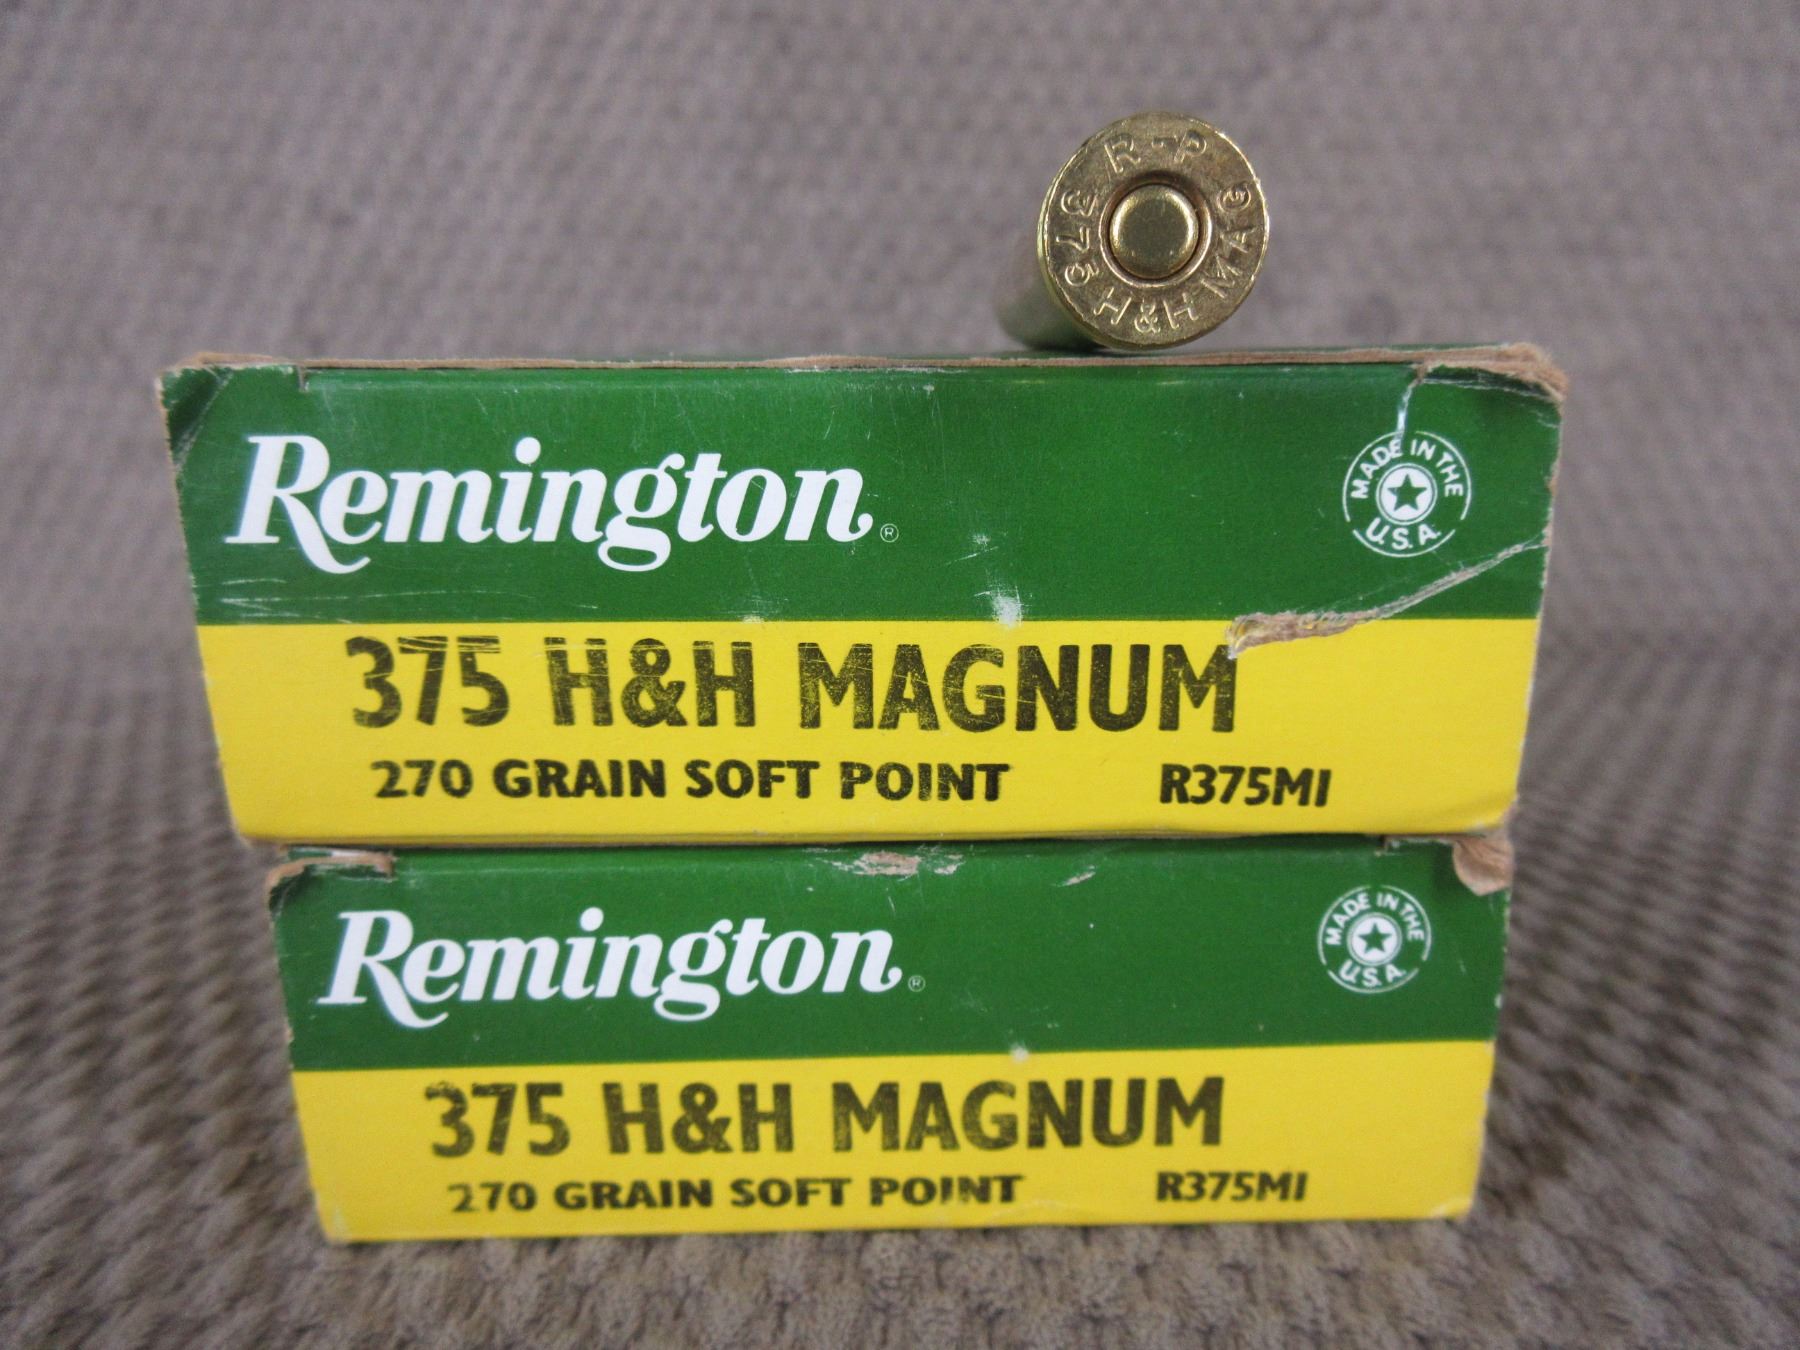 R-P
375 H&H MAG
Remington®
MADE IN THE
U.S.A.
375 H&H MAGNUM
270 GRAIN SOFT POINT R375MI
Remington®
MADE IN THE
U.S.A.
375 H&H MAGNUM
270 GRAIN SOFT POINT R375MI